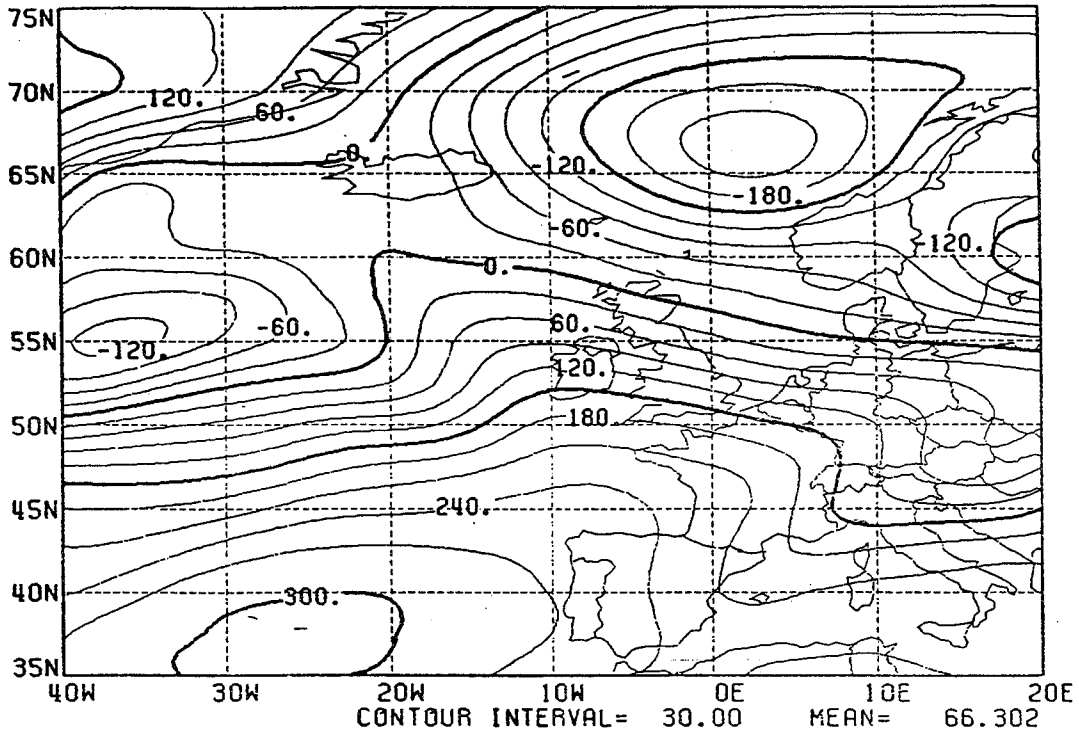 75N
70N
120.
60.
0.
-120.
65N
-180.
-60.
-120.
60N
0.
-60.
60.
55N
-120.
120.
50N
180.
45N
240.
40N
300.
35N
40W 30W 20W 10W 0E 10E 20E
CONTOUR INTERVAL= 30.00 MEAN= 66.302